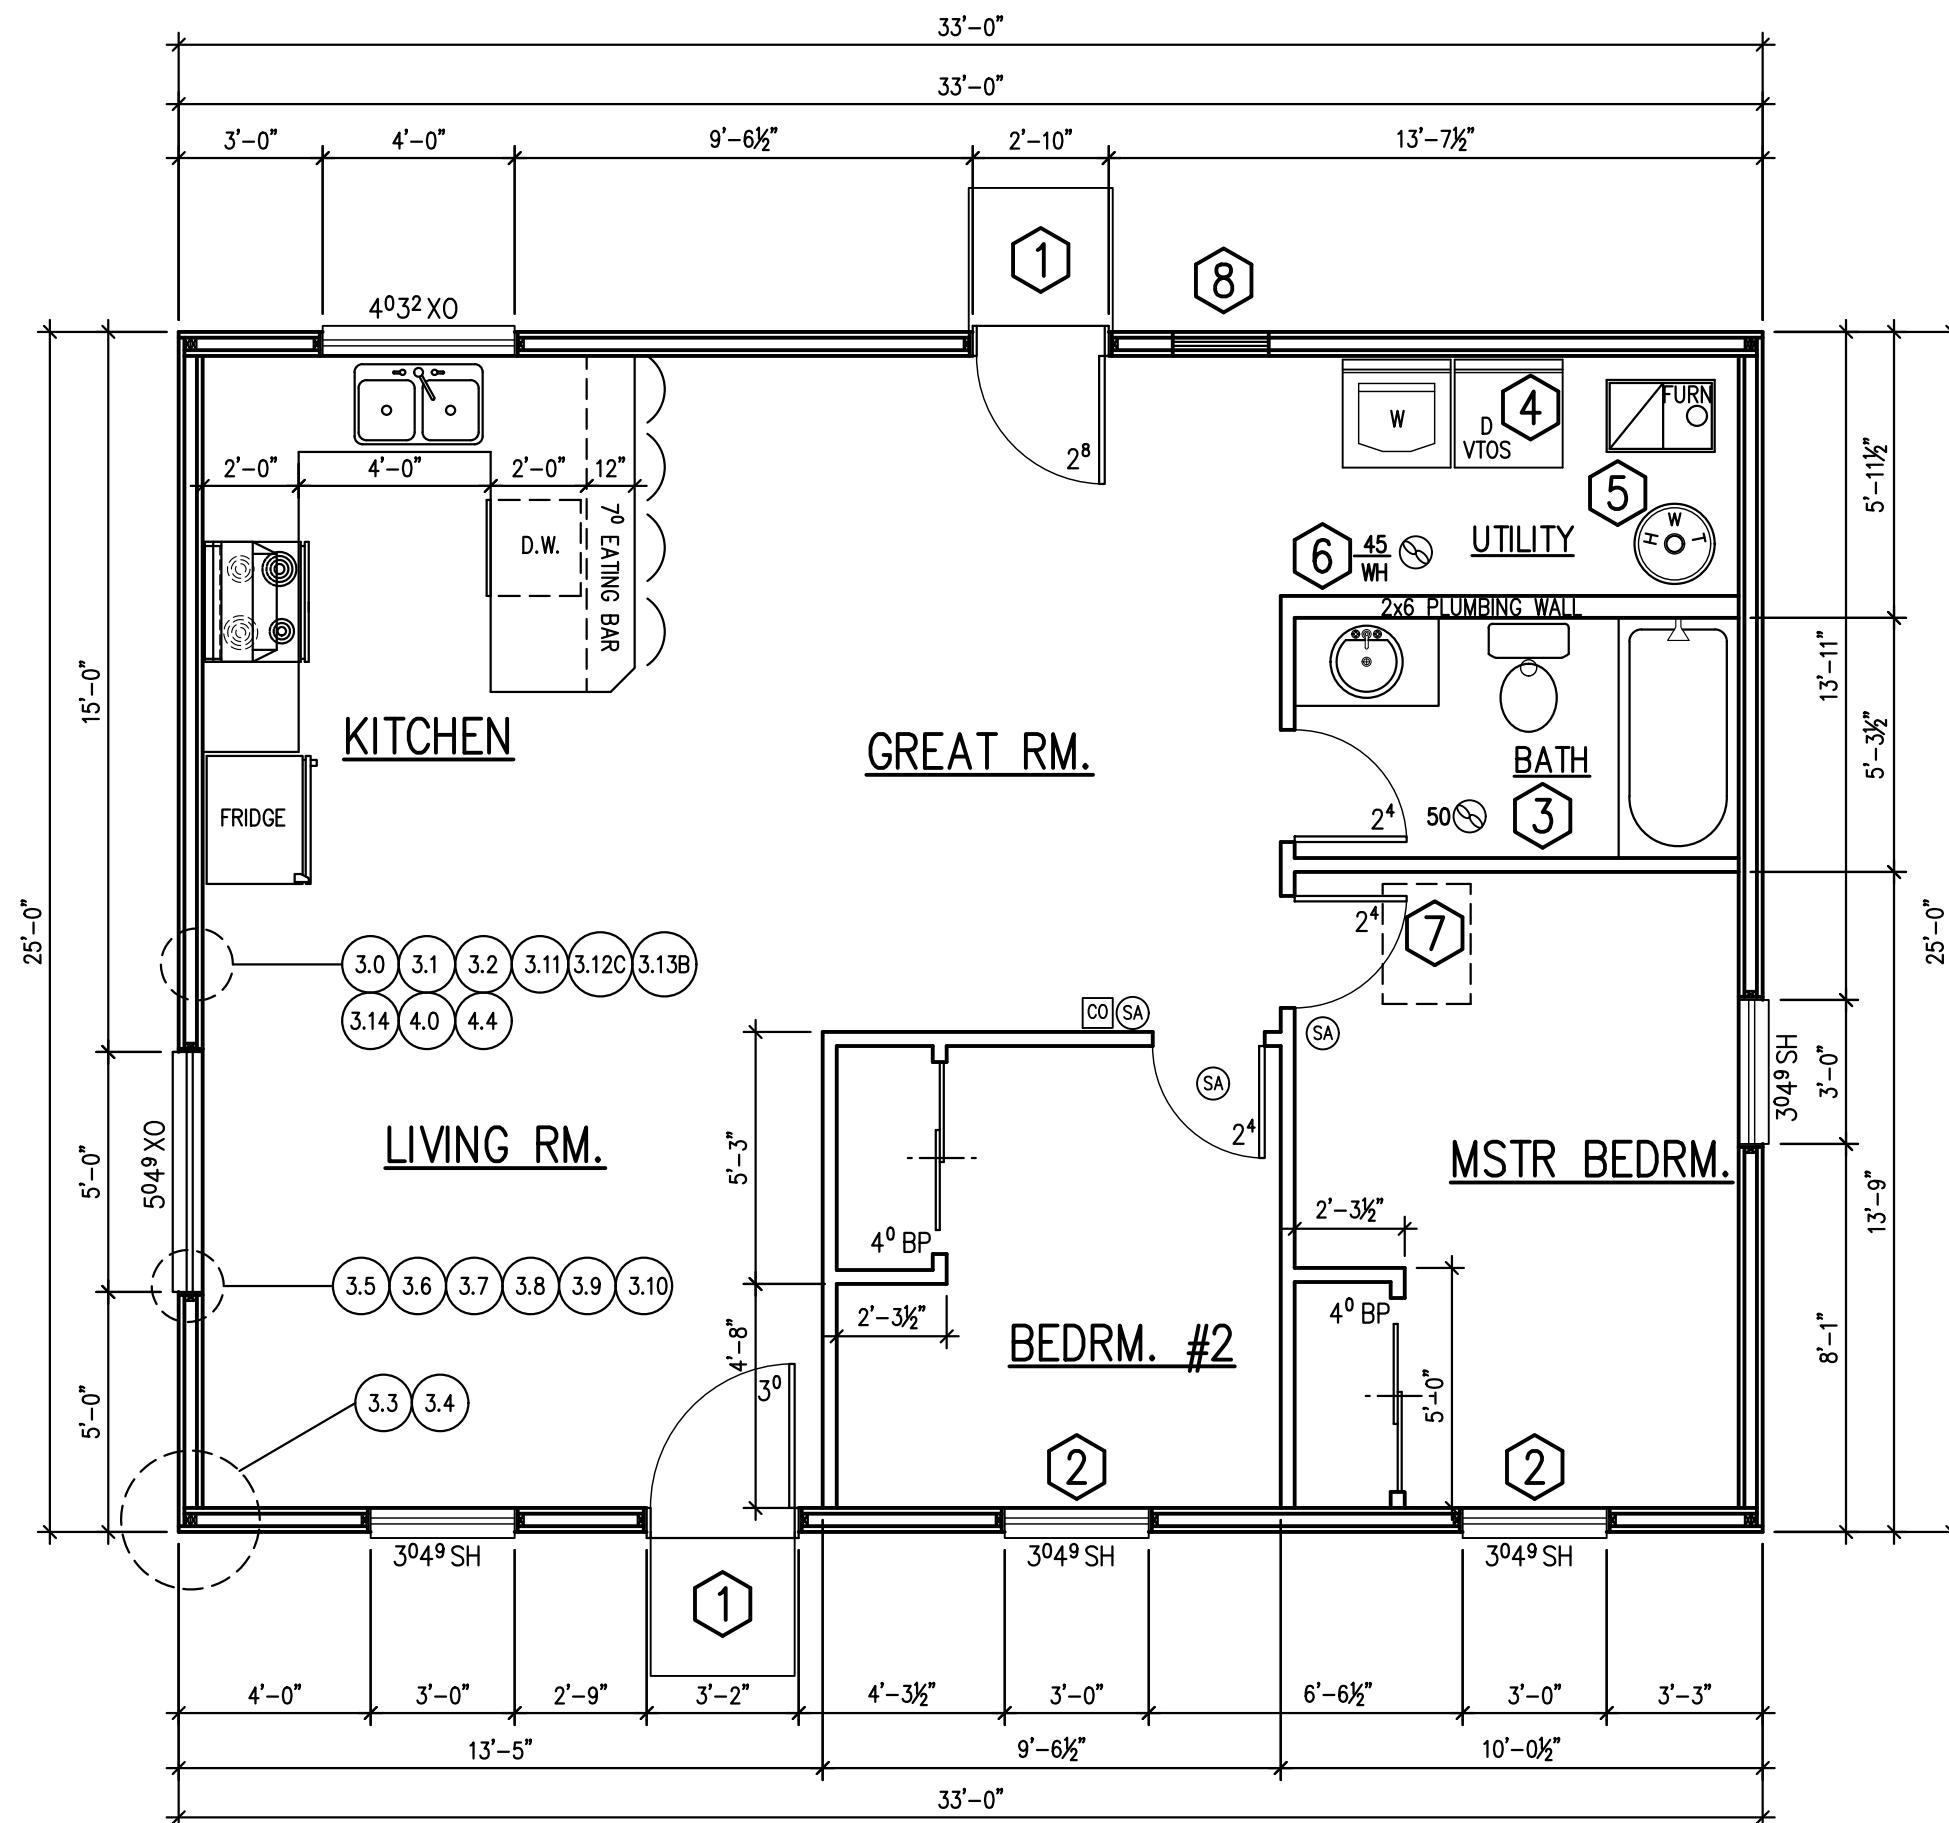 33'-0"
33'-0"
3'-0" 4'-0" 9'-6½" 2'-10" 13'-7½"
1
8
4⁰3² XO
FURN
4
W
D
VTOS
2⁸
2'-0" 4'-0" 2'-0" 12"
5'-11½"
5
7⁰ EATING BAR
D.W.
W
H T
UTILITY
6 45
WH
2x6 PLUMBING WALL
15'-0"
13'-11"
KITCHEN
GREAT RM.
5'-3½"
BATH
FRIDGE
2⁴
50
3
25'-0"
25'-0"
2⁴
7
3.0 3.1 3.2 3.11 3.12C 3.13B
3.14 4.0 4.4
CO SA
SA
SA
3⁰4⁹ SH
3'-0"
2⁴
5⁰4⁹ XO
5'-0"
LIVING RM.
5'-3"
MSTR BEDRM.
13'-9"
2'-3½"
4⁰ BP
3.5 3.6 3.7 3.8 3.9 3.10
2'-3½"
4⁰ BP
4'-8"
BEDRM. #2
8'-1"
3⁰
5'-0"
5'-0"
3.3 3.4
2
2
3⁰4⁹ SH
3⁰4⁹ SH
3⁰4⁹ SH
1
4'-0" 3'-0" 2'-9" 3'-2" 4'-3½" 3'-0" 6'-6½" 3'-0" 3'-3"
13'-5" 9'-6½" 10'-0½"
33'-0"